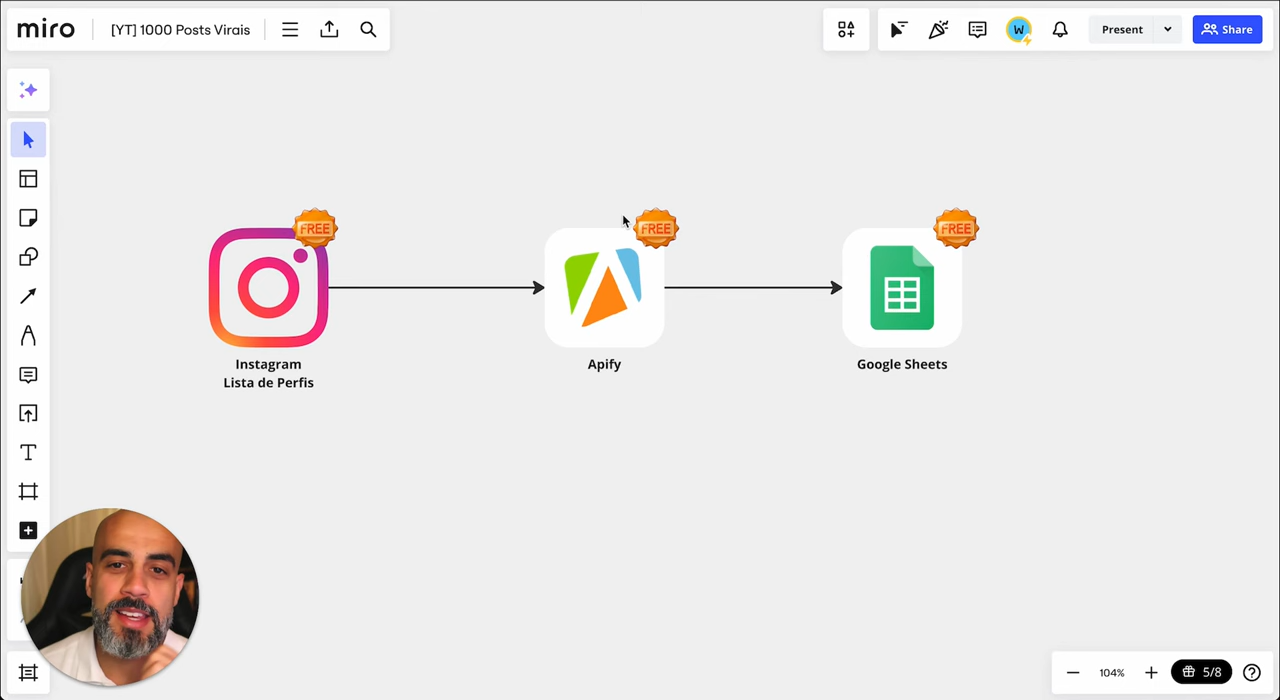 miro
[YT] 1000 Posts Virais
W
Present
Share
FREE
FREE
FREE
Instagram
Lista de Perfis
Apify
Google Sheets
104%
5/8